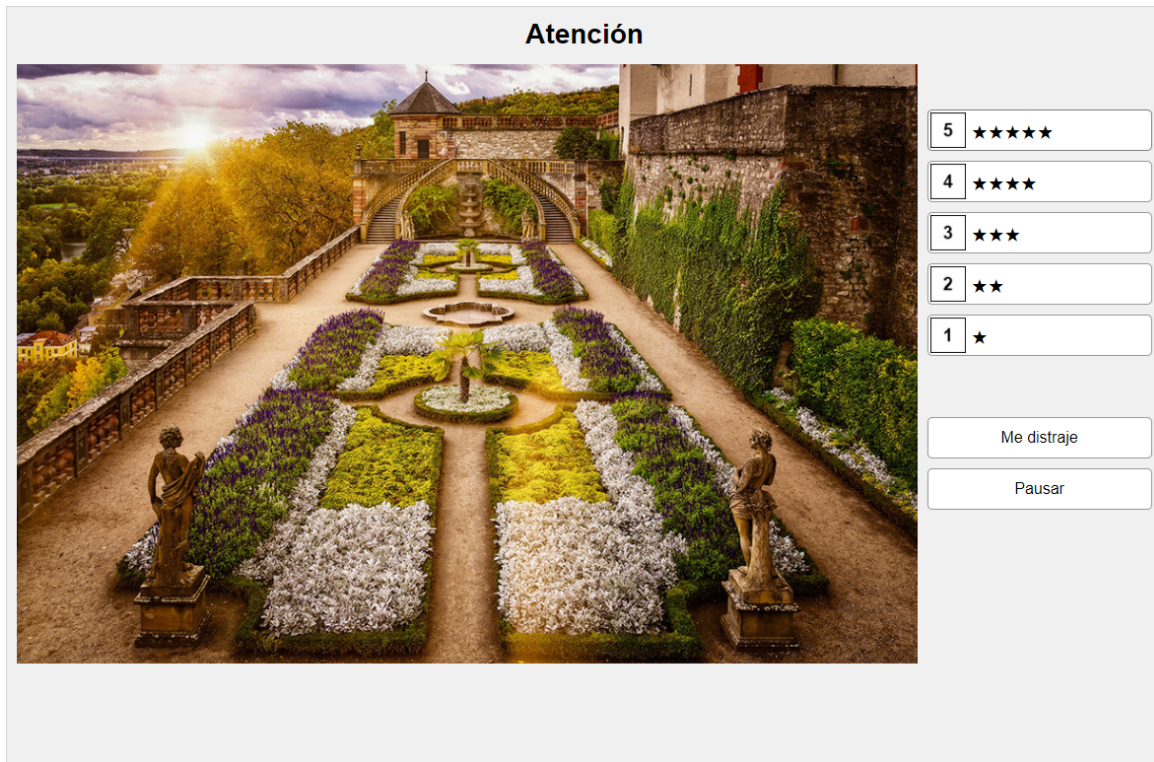 Atención
5 ★★★★★
4 ★★★★
3 ★★★
2 ★★
1 ★
Me distraje
Pausar